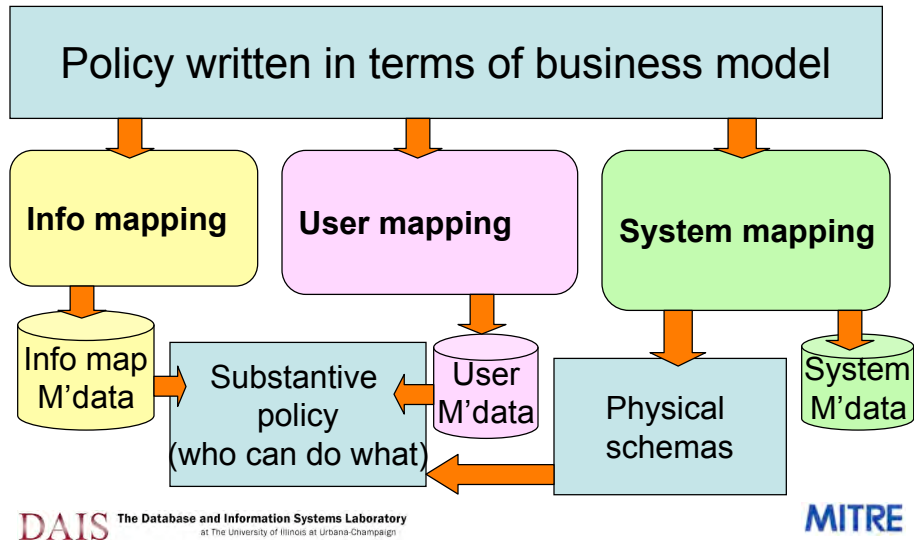 Policy written in terms of business model
Info mapping
User mapping
System mapping
Info map
M'data
Substantive
policy
(who can do what)
User
M'data
Physical
schemas
System
M'data
DAIS The Database and Information Systems Laboratory
at The University of Illinois at Urbana-Champaign
MITRE